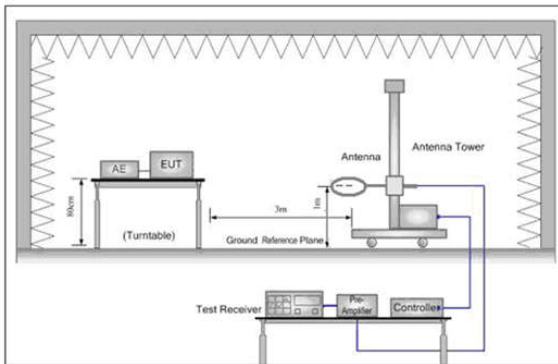 AE
EUT
80cm
(Turntable)
3m
Antenna
Antenna Tower
1m
Ground Reference Plane
Test Receiver
Pre-
Amplifier
Controller